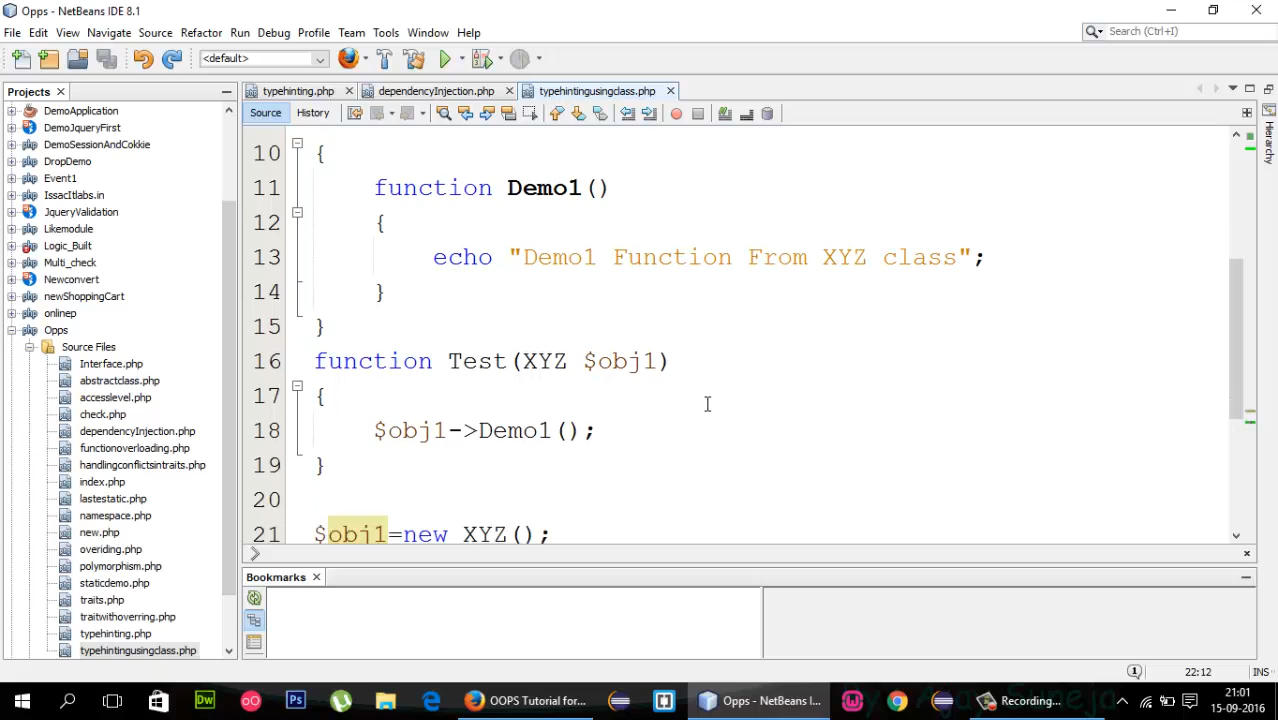 Opps - NetBeans IDE 8.1
File Edit View Navigate Source Refactor Run Debug Profile Team Tools Window Help
Search (Ctrl+I)
<default>
Projects
typehinting.php dependencyInjection.php typehintingusingclass.php
Source History
DemoApplication
DemoJqueryFirst
DemoSessionAndCokkie
DropDemo
Event1
IssacItlabs.in
JqueryValidation
Likemodule
Logic_Built
Multi_check
Newconvert
newShoppingCart
onlinep
Opps
Source Files
Interface.php
abstractclass.php
accesslevel.php
check.php
dependencyInjection.php
functionoverloading.php
handlingconflictsintraits.php
index.php
lastestatic.php
namespace.php
new.php
overiding.php
polymorphism.php
staticdemo.php
traits.php
traitwithoverring.php
typehinting.php
typehintingusingclass.php
10 {
11 function Demo1()
12 {
13 echo "Demo1 Function From XYZ class";
14 }
15 }
16 function Test(XYZ $obj1)
17 {
18 $obj1->Demo1();
19 }
20
21 $obj1=new XYZ();
Hierarchy
Bookmarks
1 22:12 INS
OOPS Tutorial for... Opps - NetBeans I... Recording...
21:01
15-09-2016